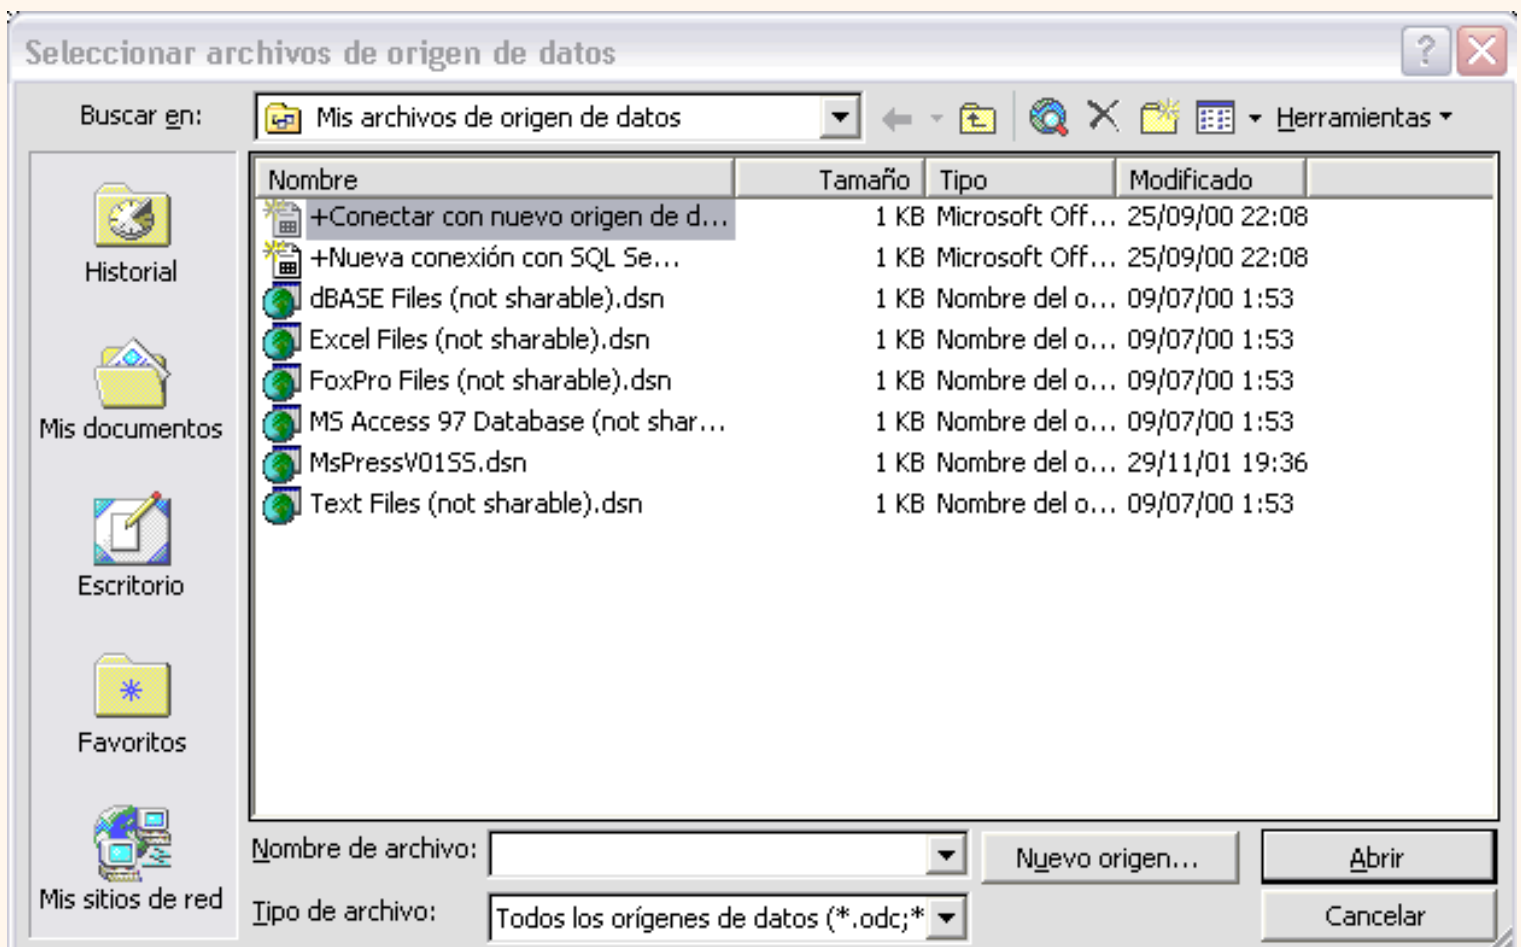 Seleccionar archivos de origen de datos
Buscar en: Mis archivos de origen de datos Herramientas
Nombre Tamaño Tipo Modificado
+Conectar con nuevo origen de d... 1 KB Microsoft Off... 25/09/00 22:08
+Nueva conexión con SQL Se... 1 KB Microsoft Off... 25/09/00 22:08
dBASE Files (not sharable).dsn 1 KB Nombre del o... 09/07/00 1:53
Excel Files (not sharable).dsn 1 KB Nombre del o... 09/07/00 1:53
FoxPro Files (not sharable).dsn 1 KB Nombre del o... 09/07/00 1:53
MS Access 97 Database (not shar... 1 KB Nombre del o... 09/07/00 1:53
MsPressV01SS.dsn 1 KB Nombre del o... 29/11/01 19:36
Text Files (not sharable).dsn 1 KB Nombre del o... 09/07/00 1:53
Historial
Mis documentos
Escritorio
Favoritos
Mis sitios de red
Nombre de archivo: Nuevo origen... Abrir
Tipo de archivo: Todos los orígenes de datos (*.odc;* Cancelar